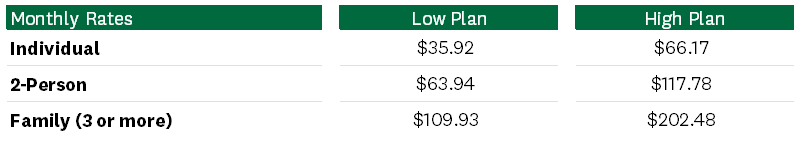 Monthly Rates Low Plan High Plan
Individual $35.92 $66.17
2-Person $63.94 $117.78
Family (3 or more) $109.93 $202.48